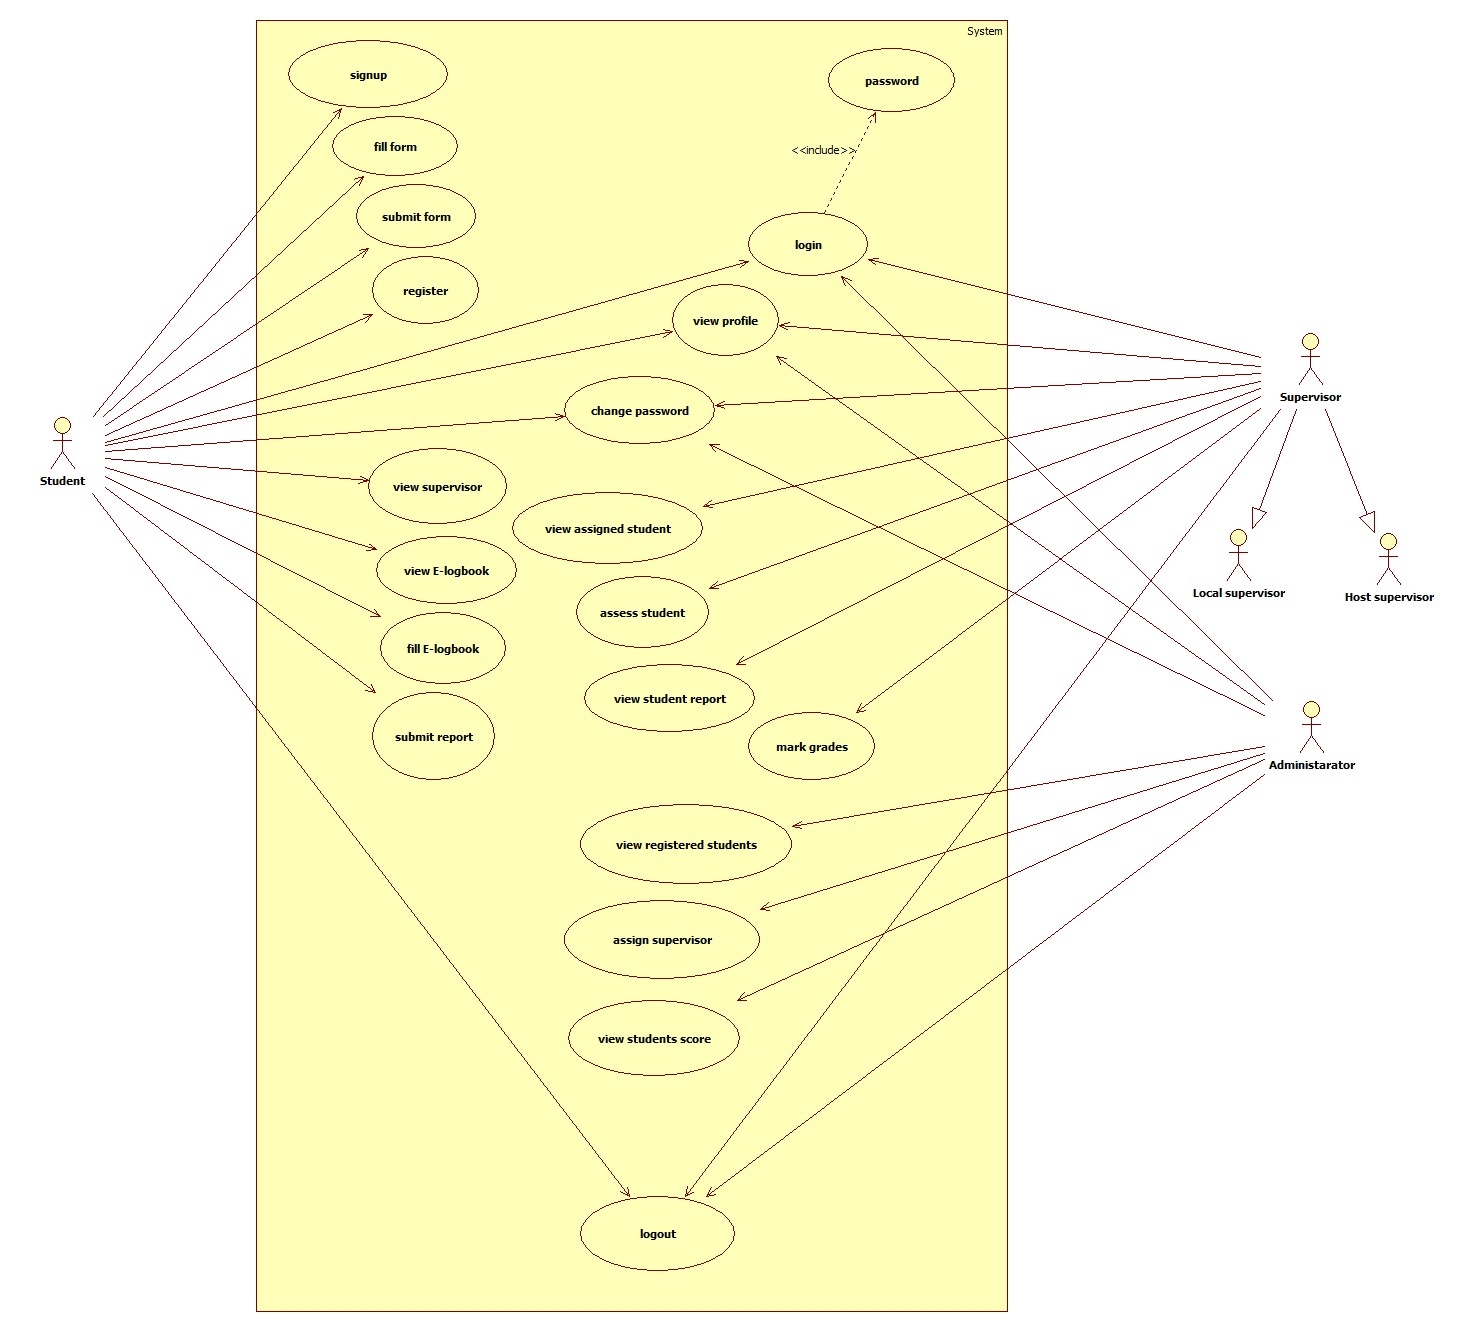 System
signup
password
fill form
<<include>>
submit form
login
register
view profile
Supervisor
change password
Student
view supervisor
view assigned student
view E-logbook
Local supervisor
Host supervisor
assess student
fill E-logbook
view student report
submit report
mark grades
Administarator
view registered students
assign supervisor
view students score
logout